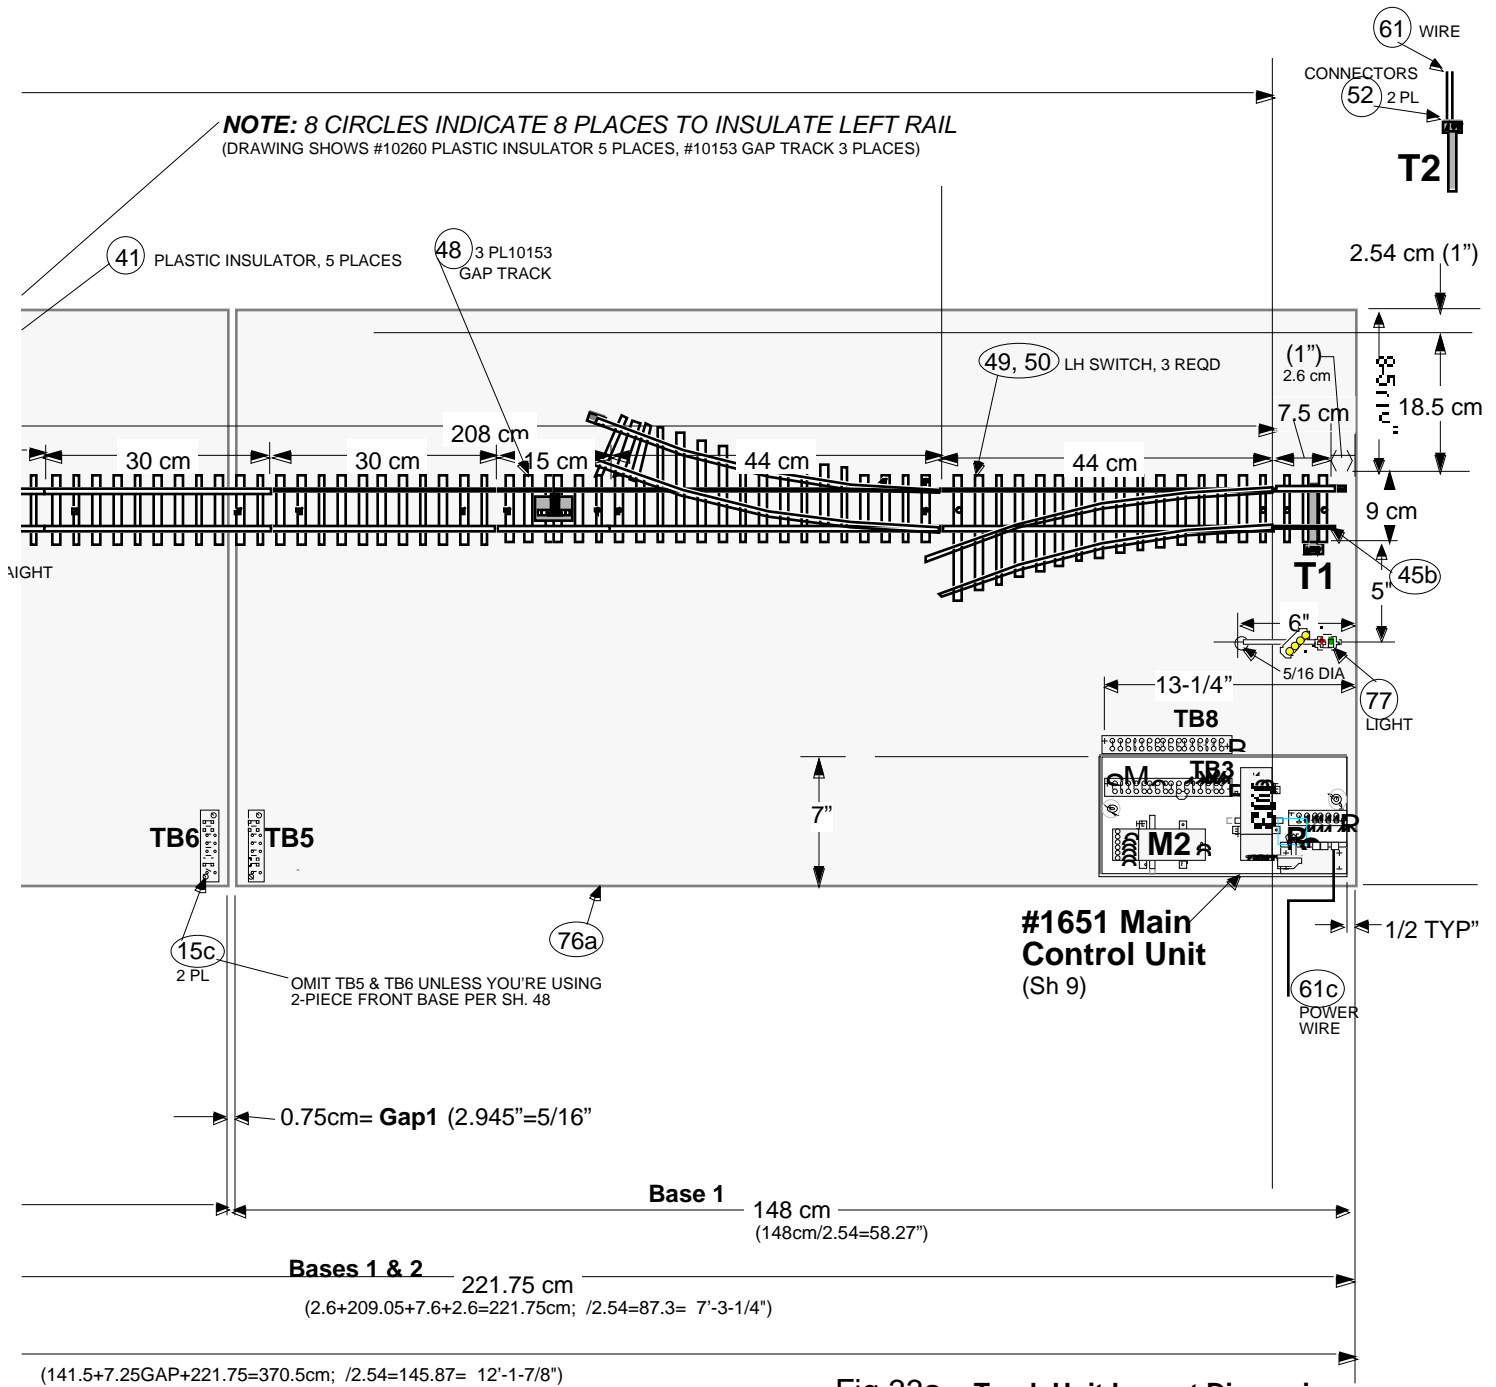 61 WIRE
CONNECTORS
52 2 PL
T2
NOTE: 8 CIRCLES INDICATE 8 PLACES TO INSULATE LEFT RAIL
(DRAWING SHOWS #10260 PLASTIC INSULATOR 5 PLACES, #10153 GAP TRACK 3 PLACES)
41 PLASTIC INSULATOR, 5 PLACES
48 3 PL10153
GAP TRACK
2.54 cm (1”)
49, 50 LH SWITCH, 3 REQD
(1”)
2.6 cm
18.5 cm
7.5 cm
208 cm
30 cm
30 cm
15 cm
44 cm
44 cm
9 cm
AIGHT
T1
45b
5"
6"
5/16 DIA
77
LIGHT
13-1/4”
TB8
TB3
7”
TB6
TB5
M2
#1651 Main
Control Unit
(Sh 9)
1/2 TYP”
76a
15c
2 PL
OMIT TB5 & TB6 UNLESS YOU'RE USING
2-PIECE FRONT BASE PER SH. 48
61c
POWER
WIRE
0.75cm= Gap1 (2.945”=5/16”
Base 1
148 cm
(148cm/2.54=58.27”)
Bases 1 & 2
221.75 cm
(2.6+209.05+7.6+2.6=221.75cm; /2.54=87.3= 7'-3-1/4")
(141.5+7.25GAP+221.75=370.5cm; /2.54=145.87= 12'-1-7/8")